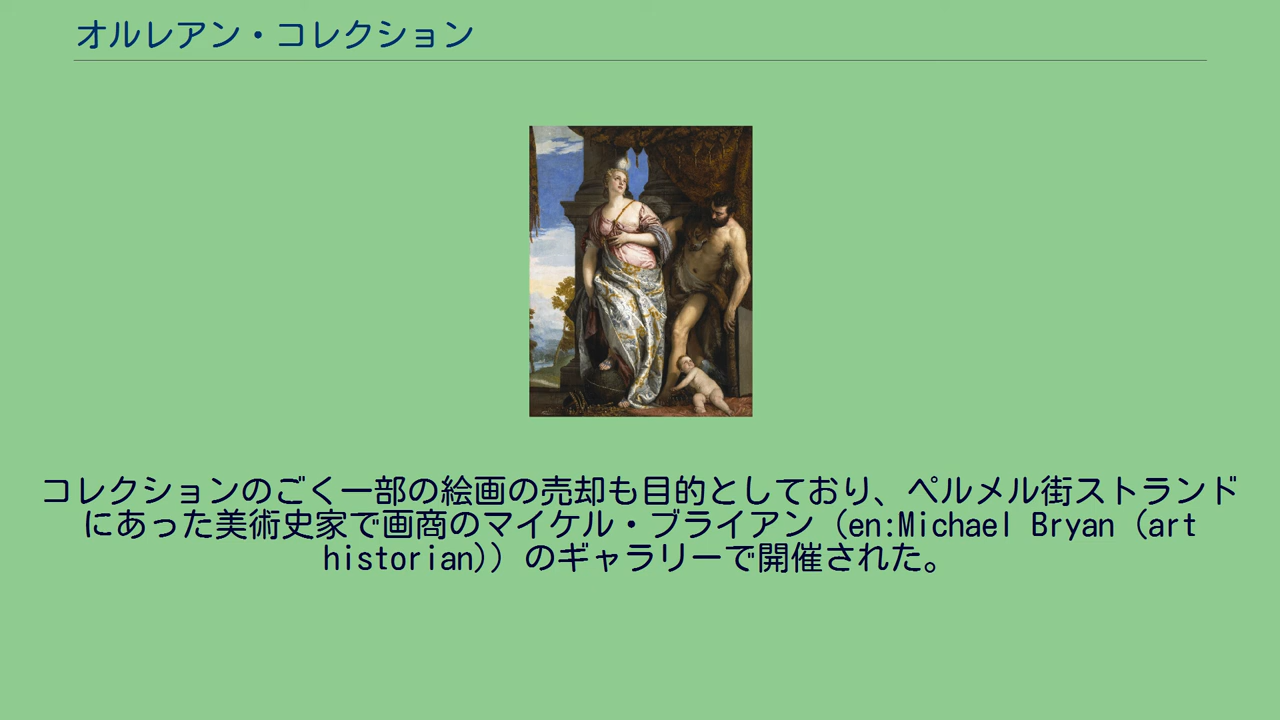 オルレアン・コレクション
コレクションのごく一部の絵画の売却も目的としており、ペルメル街ストランド
にあった美術史家で画商のマイケル・ブライアン（en:Michael Bryan (art
historian)）のギャラリーで開催された。